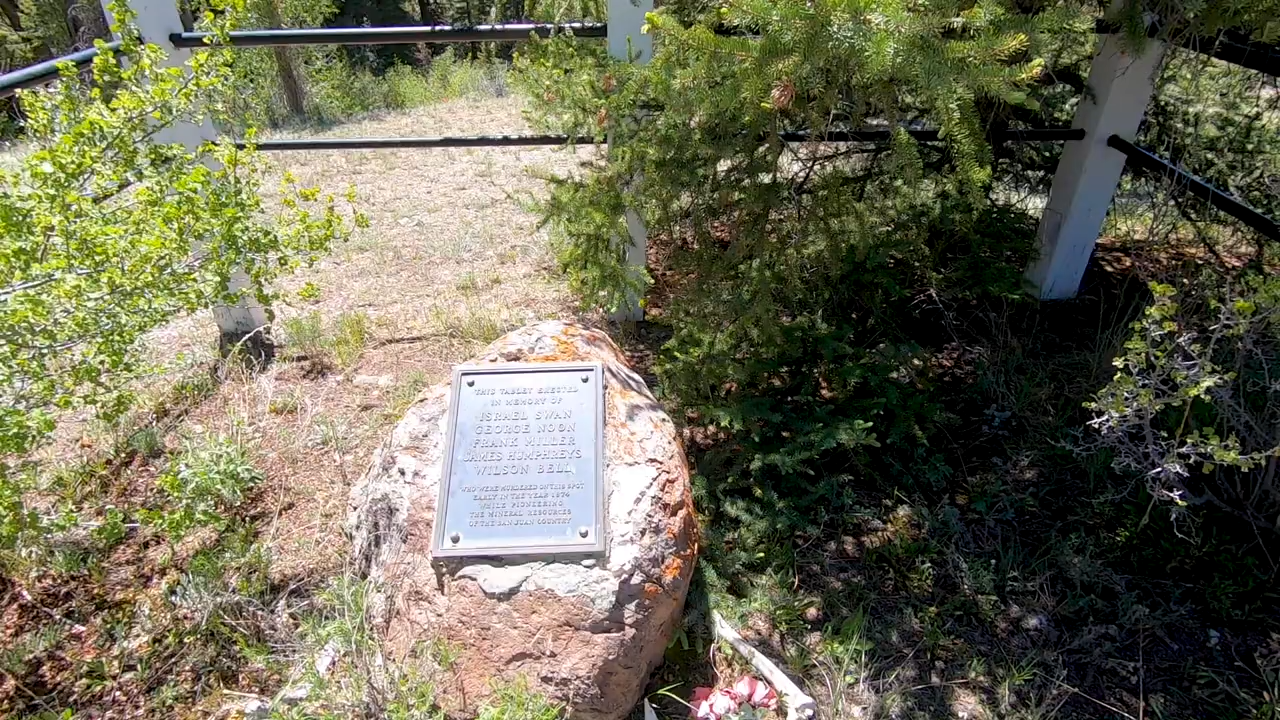 THIS TABLET ERECTED
IN MEMORY OF
ISRAEL SWAN
GEORGE NOON
FRANK MILLER
JAMES HUMPHREYS
WILSON BELL
WHO WERE MURDERED ON THIS SPOT
EARLY IN THE YEAR 1874
WHILE PIONEERING
THE MINERAL RESOURCES
OF THE SAN JUAN COUNTRY